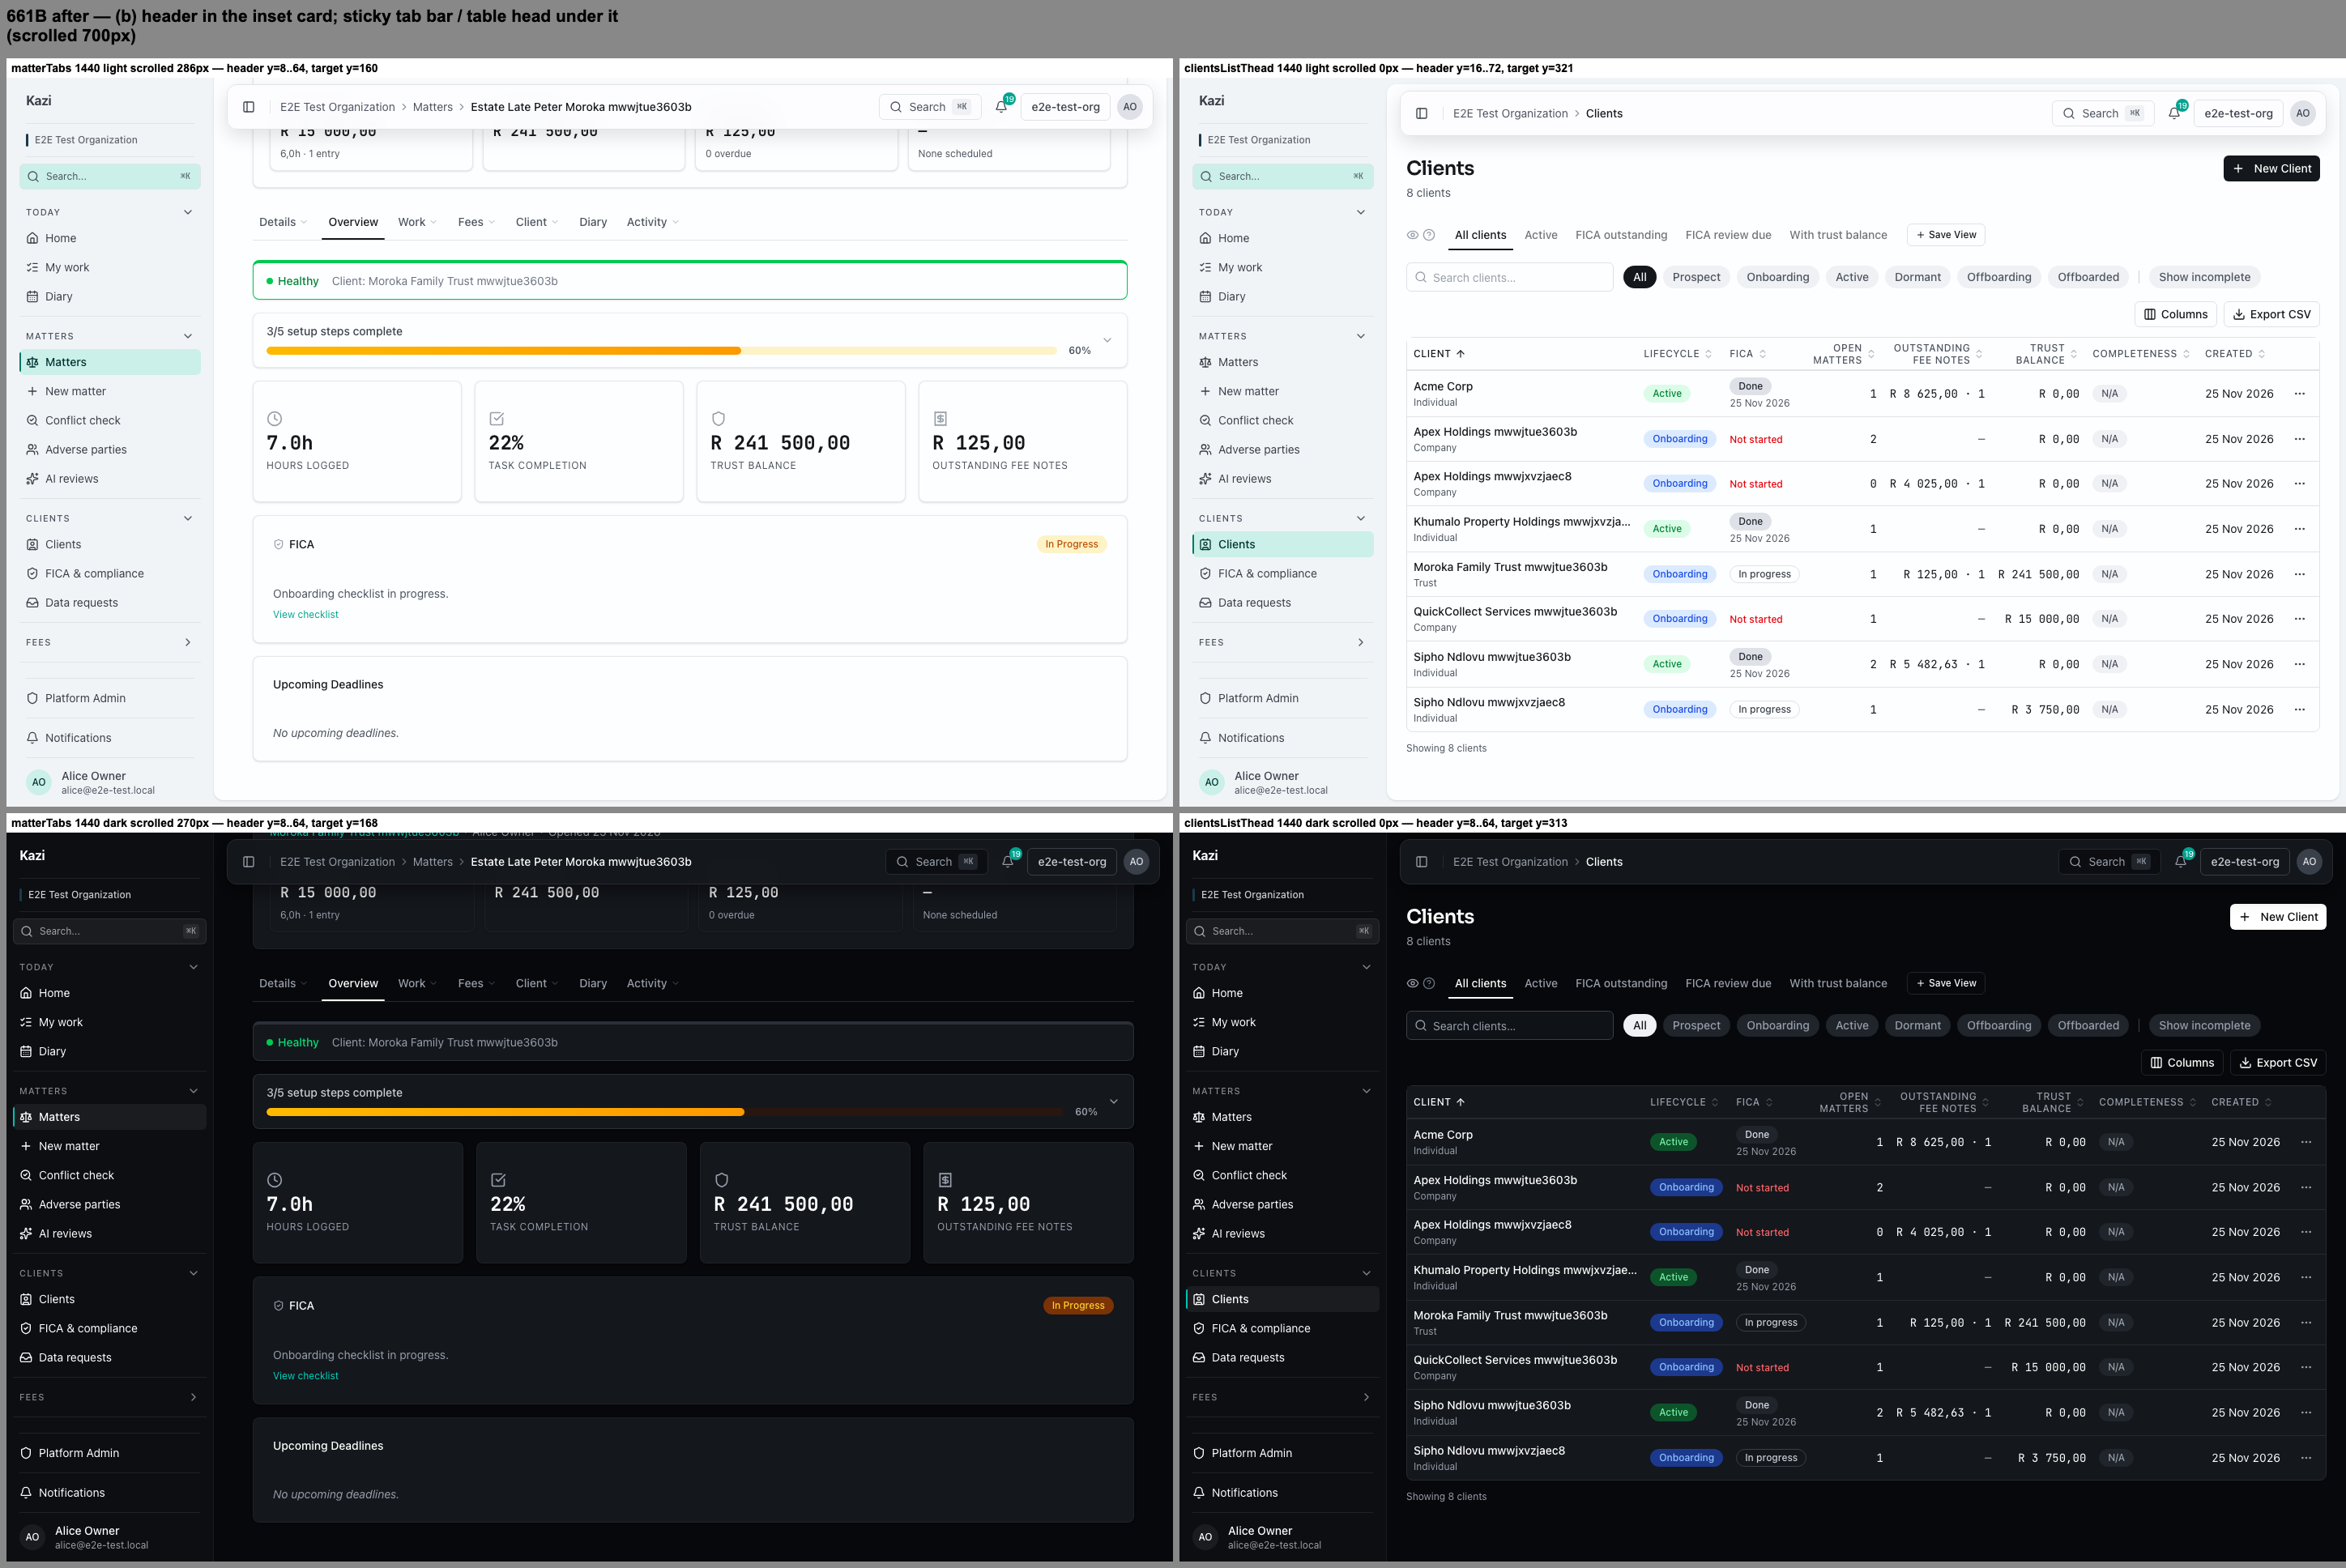 661B after — (b) header in the inset card; sticky tab bar / table head under it
(scrolled 700px)
matterTabs 1440 light scrolled 286px — header y=8..64, target y=160
Kazi
E2E Test Organization
Search... ⌘K
TODAY
Home
My work
Diary
MATTERS
Matters
New matter
Conflict check
Adverse parties
AI reviews
CLIENTS
Clients
FICA & compliance
Data requests
FEES
Platform Admin
Notifications
AO Alice Owner
alice@e2e-test.local
E2E Test Organization > Matters > Estate Late Peter Moroka mwwjtue3603b Search ⌘K 19 e2e-test-org AO
R 15 000,00 R 241 500,00 R 125,00 —
6,0h · 1 entry 0 overdue None scheduled
Details Overview Work Fees Client Diary Activity
Healthy Client: Moroka Family Trust mwwjtue3603b
3/5 setup steps complete
60%
7.0h 22% R 241 500,00 R 125,00
HOURS LOGGED TASK COMPLETION TRUST BALANCE OUTSTANDING FEE NOTES
FICA In Progress
Onboarding checklist in progress.
View checklist
Upcoming Deadlines
No upcoming deadlines.
clientsListThead 1440 light scrolled 0px — header y=16..72, target y=321
Kazi
E2E Test Organization
Search... ⌘K
TODAY
Home
My work
Diary
MATTERS
Matters
New matter
Conflict check
Adverse parties
AI reviews
CLIENTS
Clients
FICA & compliance
Data requests
FEES
Platform Admin
Notifications
AO Alice Owner
alice@e2e-test.local
E2E Test Organization > Clients Search ⌘K 19 e2e-test-org AO
Clients + New Client
8 clients
All clients Active FICA outstanding FICA review due With trust balance + Save View
Search clients... All Prospect Onboarding Active Dormant Offboarding Offboarded Show incomplete
Columns Export CSV
CLIENT LIFECYCLE FICA OPEN MATTERS OUTSTANDING FEE NOTES TRUST BALANCE COMPLETENESS CREATED
Acme Corp Active Done 1 R 8 625,00 · 1 R 0,00 N/A 25 Nov 2026 ...
Individual 25 Nov 2026
Apex Holdings mwwjtue3603b Onboarding Not started 2 — R 0,00 N/A 25 Nov 2026 ...
Company
Apex Holdings mwwjxvzjaec8 Onboarding Not started 0 R 4 025,00 · 1 R 0,00 N/A 25 Nov 2026 ...
Company
Khumalo Property Holdings mwwjxvzja... Active Done 1 — R 0,00 N/A 25 Nov 2026 ...
Individual 25 Nov 2026
Moroka Family Trust mwwjtue3603b Onboarding In progress 1 R 125,00 · 1 R 241 500,00 N/A 25 Nov 2026 ...
Trust
QuickCollect Services mwwjtue3603b Onboarding Not started 1 — R 15 000,00 N/A 25 Nov 2026 ...
Company
Sipho Ndlovu mwwjtue3603b Active Done 2 R 5 482,63 · 1 R 0,00 N/A 25 Nov 2026 ...
Individual 25 Nov 2026
Sipho Ndlovu mwwjxvzjaec8 Onboarding In progress 1 — R 3 750,00 N/A 25 Nov 2026 ...
Individual
Showing 8 clients
matterTabs 1440 dark scrolled 270px — header y=8..64, target y=168
Kazi
E2E Test Organization
Search... ⌘K
TODAY
Home
My work
Diary
MATTERS
Matters
New matter
Conflict check
Adverse parties
AI reviews
CLIENTS
Clients
FICA & compliance
Data requests
FEES
Platform Admin
Notifications
AO Alice Owner
alice@e2e-test.local
E2E Test Organization > Matters > Estate Late Peter Moroka mwwjtue3603b Search ⌘K 19 e2e-test-org AO
R 15 000,00 R 241 500,00 R 125,00 —
6,0h · 1 entry 0 overdue None scheduled
Details Overview Work Fees Client Diary Activity
Healthy Client: Moroka Family Trust mwwjtue3603b
3/5 setup steps complete
60%
7.0h 22% R 241 500,00 R 125,00
HOURS LOGGED TASK COMPLETION TRUST BALANCE OUTSTANDING FEE NOTES
FICA In Progress
Onboarding checklist in progress.
View checklist
Upcoming Deadlines
No upcoming deadlines.
clientsListThead 1440 dark scrolled 0px — header y=8..64, target y=313
Kazi
E2E Test Organization
Search... ⌘K
TODAY
Home
My work
Diary
MATTERS
Matters
New matter
Conflict check
Adverse parties
AI reviews
CLIENTS
Clients
FICA & compliance
Data requests
FEES
Platform Admin
Notifications
AO Alice Owner
alice@e2e-test.local
E2E Test Organization > Clients Search ⌘K 19 e2e-test-org AO
Clients + New Client
8 clients
All clients Active FICA outstanding FICA review due With trust balance + Save View
Search clients... All Prospect Onboarding Active Dormant Offboarding Offboarded Show incomplete
Columns Export CSV
CLIENT LIFECYCLE FICA OPEN MATTERS OUTSTANDING FEE NOTES TRUST BALANCE COMPLETENESS CREATED
Acme Corp Active Done 1 R 8 625,00 · 1 R 0,00 N/A 25 Nov 2026 ...
Individual 25 Nov 2026
Apex Holdings mwwjtue3603b Onboarding Not started 2 — R 0,00 N/A 25 Nov 2026 ...
Company
Apex Holdings mwwjxvzjaec8 Onboarding Not started 0 R 4 025,00 · 1 R 0,00 N/A 25 Nov 2026 ...
Company
Khumalo Property Holdings mwwjxvzjae... Active Done 1 — R 0,00 N/A 25 Nov 2026 ...
Individual 25 Nov 2026
Moroka Family Trust mwwjtue3603b Onboarding In progress 1 R 125,00 · 1 R 241 500,00 N/A 25 Nov 2026 ...
Trust
QuickCollect Services mwwjtue3603b Onboarding Not started 1 — R 15 000,00 N/A 25 Nov 2026 ...
Company
Sipho Ndlovu mwwjtue3603b Active Done 2 R 5 482,63 · 1 R 0,00 N/A 25 Nov 2026 ...
Individual 25 Nov 2026
Sipho Ndlovu mwwjxvzjaec8 Onboarding In progress 1 — R 3 750,00 N/A 25 Nov 2026 ...
Individual
Showing 8 clients